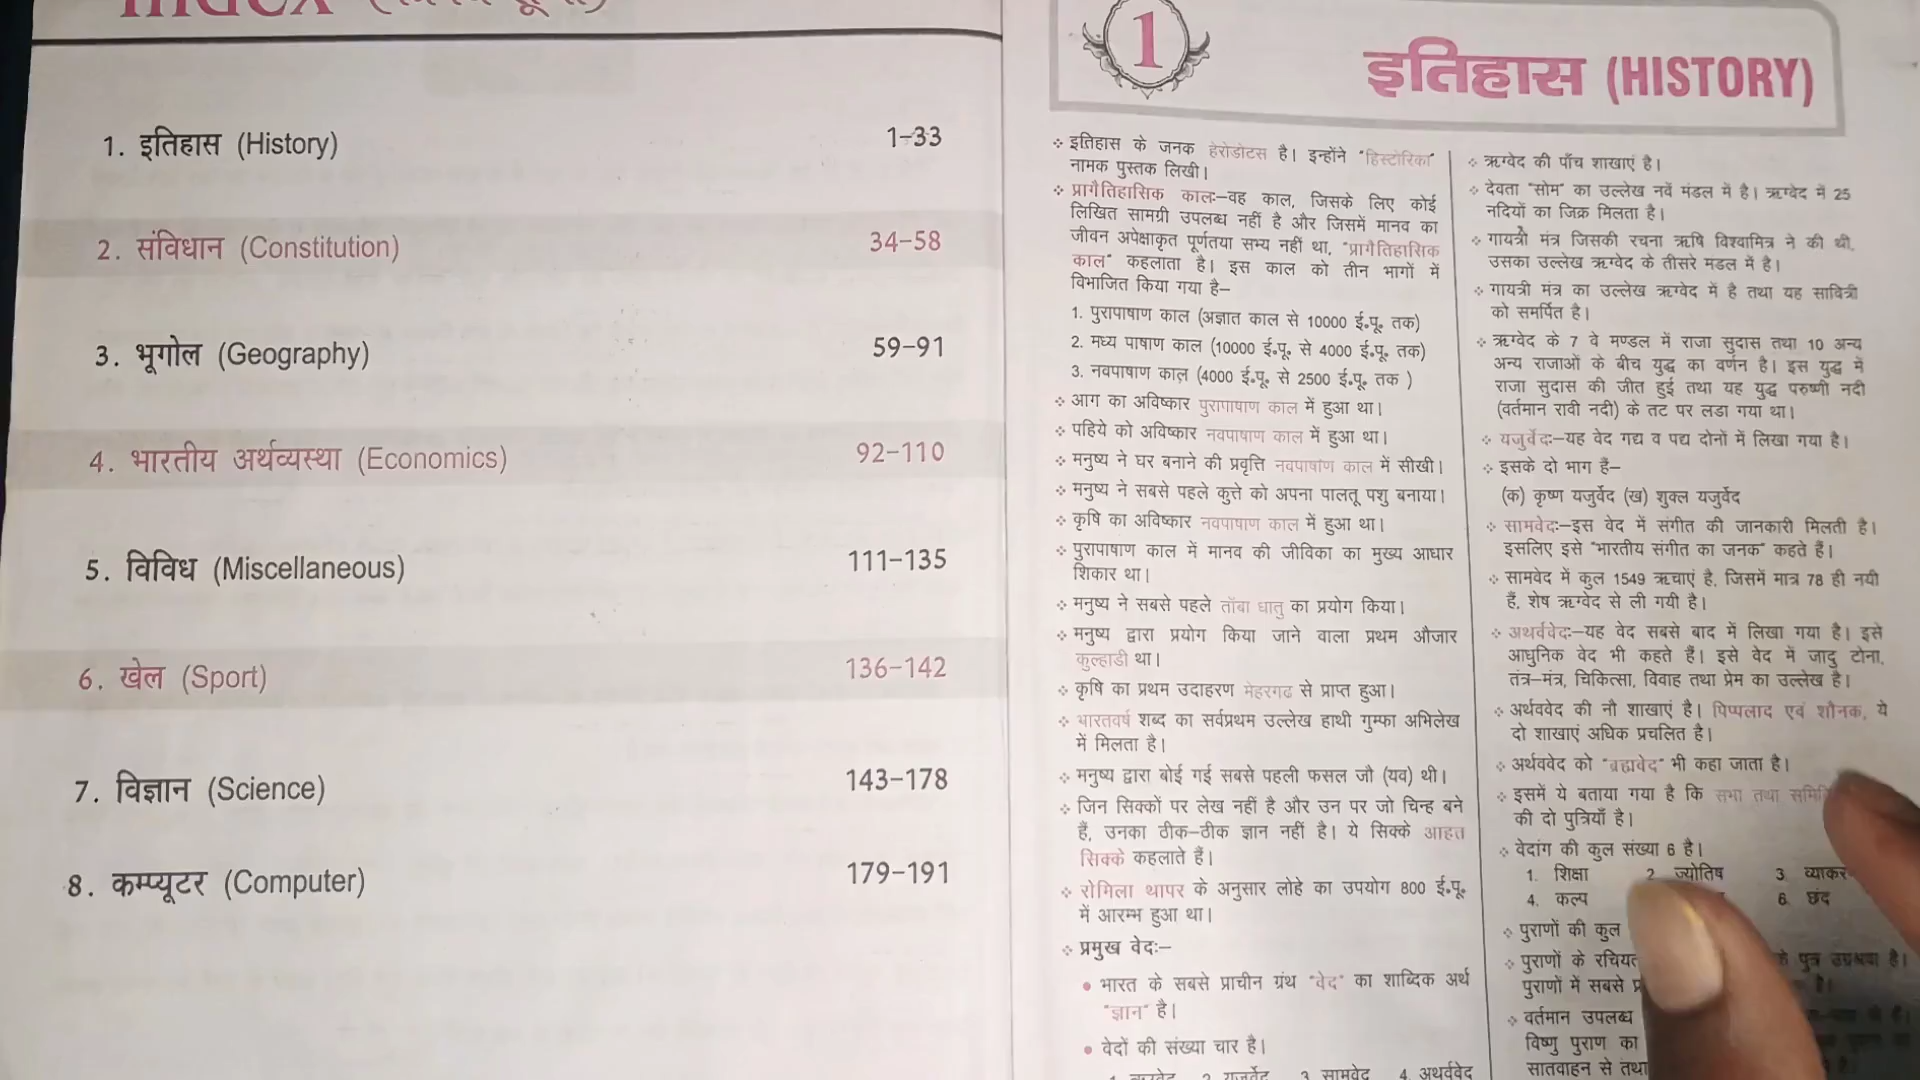 INDEX
1. इतिहास (History) 1-33
2. संविधान (Constitution) 34-58
3. भूगोल (Geography) 59-91
4. भारतीय अर्थव्यस्था (Economics) 92-110
5. विविध (Miscellaneous) 111-135
6. खेल (Sport) 136-142
7. विज्ञान (Science) 143-178
8. कम्प्यूटर (Computer) 179-191
1
इतिहास (HISTORY)
इतिहास के जनक हेरोडोटस है। इन्होंने "हिस्टोरिका"
नामक पुस्तक लिखी।
प्रागैतिहासिक कालः–वह काल, जिसके लिए कोई
लिखित सामग्री उपलब्ध नहीं है और जिसमें मानव का
जीवन अपेक्षाकृत पूर्णतया सभ्य नहीं था, "प्रागैतिहासिक
काल" कहलाता है। इस काल को तीन भागों में
विभाजित किया गया है–
1. पुरापाषाण काल (अज्ञात काल से 10000 ई॰पू॰ तक)
2. मध्य पाषाण काल (10000 ई॰पू॰ से 4000 ई॰पू॰ तक)
3. नवपाषाण काल (4000 ई॰पू॰ से 2500 ई॰पू॰ तक )
आग का अविष्कार पुरापाषाण काल में हुआ था।
पहिये को अविष्कार नवपाषाण काल में हुआ था।
मनुष्य ने घर बनाने की प्रवृत्ति नवपाषाण काल में सीखी।
मनुष्य ने सबसे पहले कुत्ते को अपना पालतू पशु बनाया।
कृषि का अविष्कार नवपाषाण काल में हुआ था।
पुरापाषाण काल में मानव की जीविका का मुख्य आधार
शिकार था।
मनुष्य ने सबसे पहले ताँबा धातु का प्रयोग किया।
मनुष्य द्वारा प्रयोग किया जाने वाला प्रथम औजार
कुल्हाडी था।
कृषि का प्रथम उदाहरण मेहरगढ से प्राप्त हुआ।
भारतवर्ष शब्द का सर्वप्रथम उल्लेख हाथी गुम्फा अभिलेख
में मिलता है।
मनुष्य द्वारा बोई गई सबसे पहली फसल जौ (यव) थी।
जिन सिक्कों पर लेख नहीं है और उन पर जो चिन्ह बने
हैं, उनका ठीक–ठीक ज्ञान नहीं है। ये सिक्के आहत
सिक्के कहलाते हैं।
रोमिला थापर के अनुसार लोहे का उपयोग 800 ई॰पू॰
में आरम्भ हुआ था।
प्रमुख वेदः–
भारत के सबसे प्राचीन ग्रंथ "वेद" का शाब्दिक अर्थ
"ज्ञान" है।
वेदों की संख्या चार है।
1. ऋग्वेद 2. यजुर्वेद 3. सामवेद 4. अथर्ववेद
ऋग्वेद की पाँच शाखाएं है।
देवता "सोम" का उल्लेख नवें मंडल में है। ऋग्वेद में 25
नदियों का जिक्र मिलता है।
गायत्री मंत्र जिसकी रचना ऋषि विश्वामित्र ने की थी,
उसका उल्लेख ऋग्वेद के तीसरे मंडल में है।
गायत्री मंत्र का उल्लेख ऋग्वेद में है तथा यह सावित्री
को समर्पित है।
ऋग्वेद के 7 वे मण्डल में राजा सुदास तथा 10 अन्य
अन्य राजाओं के बीच युद्ध का वर्णन है। इस युद्ध में
राजा सुदास की जीत हुई तथा यह युद्ध परुष्णी नदी
(वर्तमान रावी नदी) के तट पर लडा गया था।
यजुर्वेदः–यह वेद गद्य व पद्य दोनों में लिखा गया है।
इसके दो भाग हैं–
(क) कृष्ण यजुर्वेद (ख) शुक्ल यजुर्वेद
सामवेदः–इस वेद में संगीत की जानकारी मिलती है।
इसलिए इसे "भारतीय संगीत का जनक" कहते हैं।
सामवेद में कुल 1549 ऋचाएं है, जिसमें मात्र 78 ही नयी
हैं, शेष ऋग्वेद से ली गयी है।
अथर्ववेदः–यह वेद सबसे बाद में लिखा गया है। इसे
आधुनिक वेद भी कहते हैं। इसे वेद में जादु टोना,
तंत्र–मंत्र, चिकित्सा, विवाह तथा प्रेम का उल्लेख है।
अर्थववेद की नौ शाखाएं है। पिप्पलाद एवं शौनक, ये
दो शाखाएं अधिक प्रचलित है।
अर्थववेद को "ब्रह्मवेद" भी कहा जाता है।
इसमें ये बताया गया है कि सभा तथा
की दो पुत्रियाँ है।
वेदांग की कुल संख्या 6 है।
1. शिक्षा 2. ज्योतिष 3.
4. कल्प 6. छंद
पुराणों की कुल
पुराणों के के पुत्र उग्रश्रवा है।
पुराणों में सबसे
वर्तमान उपलब्ध
विष्णु पुराण का
सातवाहन से तथा